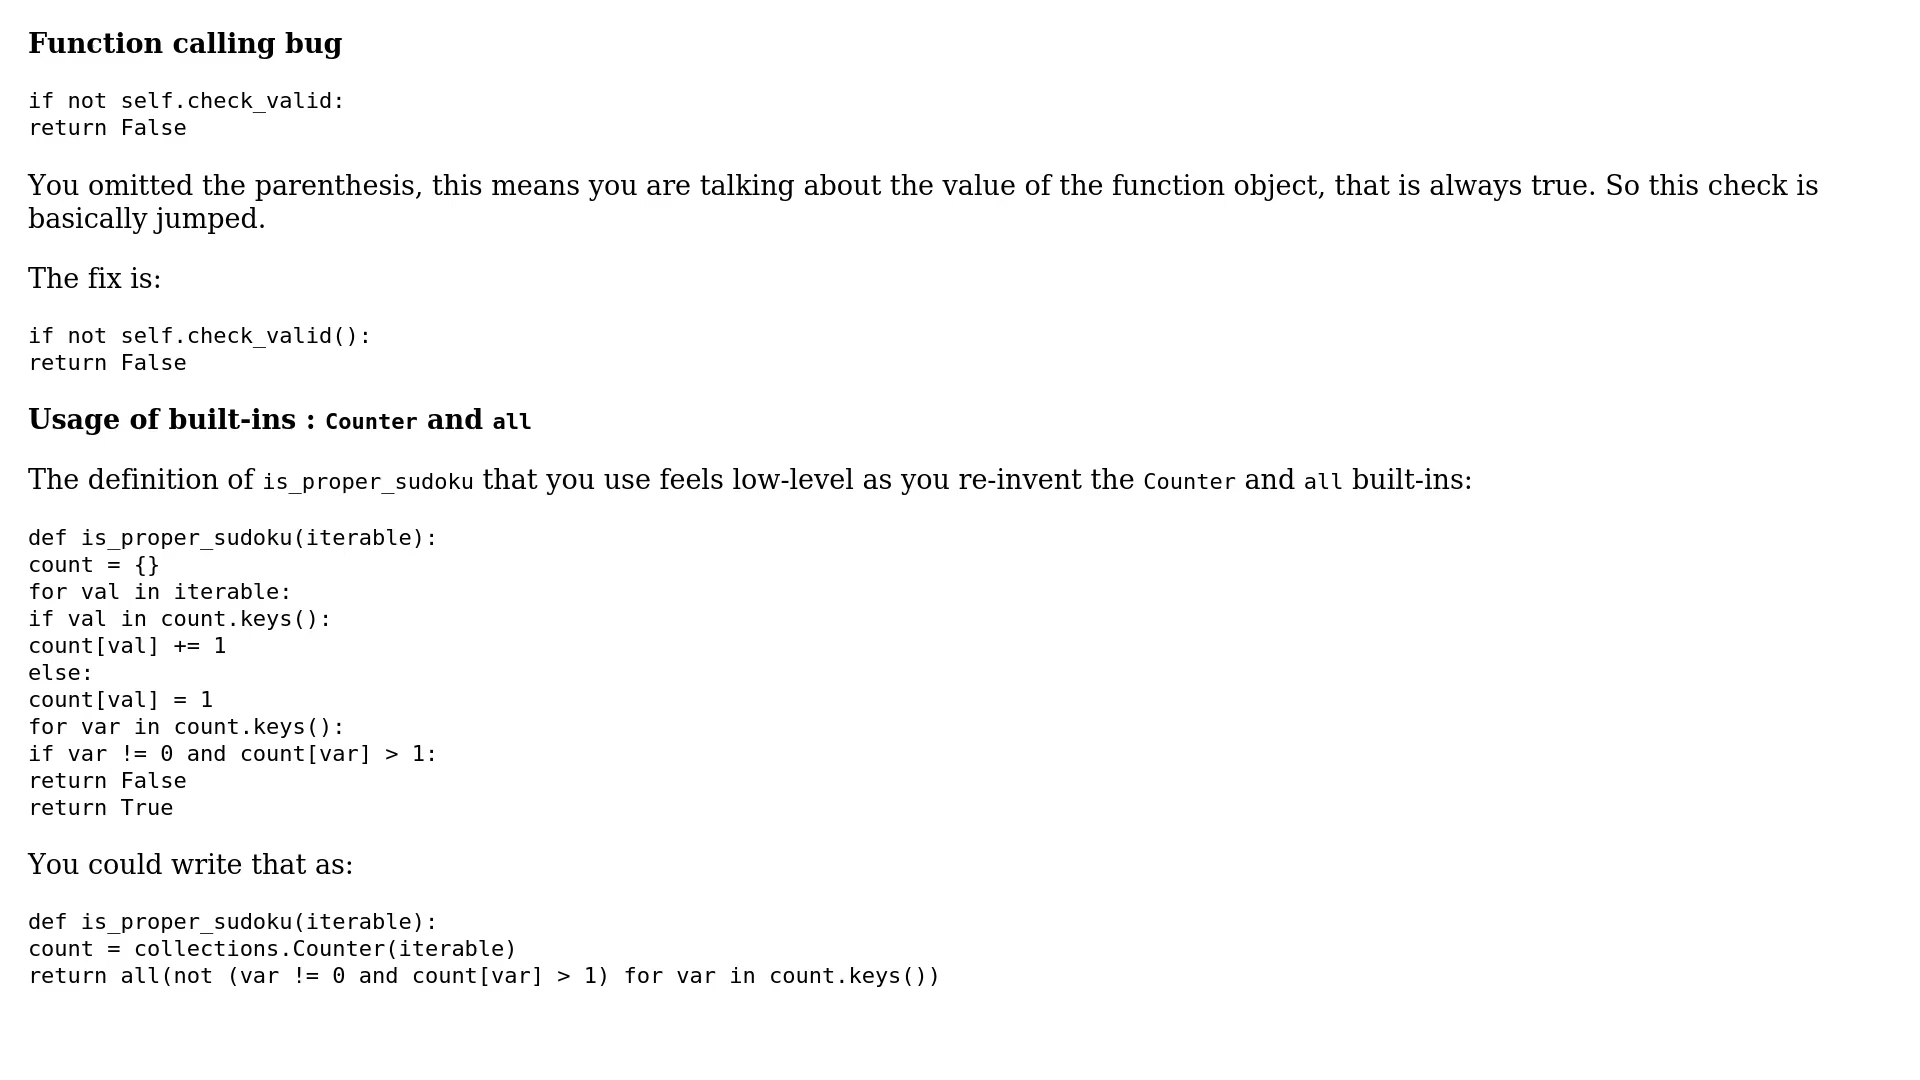 Function calling bug
if not self.check_valid:
return False
You omitted the parenthesis, this means you are talking about the value of the function object, that is always true. So this check is
basically jumped.
The fix is:
if not self.check_valid():
return False
Usage of built-ins : Counter and all
The definition of is_proper_sudoku that you use feels low-level as you re-invent the Counter and all built-ins:
def is_proper_sudoku(iterable):
count = {}
for val in iterable:
if val in count.keys():
count[val] += 1
else:
count[val] = 1
for var in count.keys():
if var != 0 and count[var] > 1:
return False
return True
You could write that as:
def is_proper_sudoku(iterable):
count = collections.Counter(iterable)
return all(not (var != 0 and count[var] > 1) for var in count.keys())